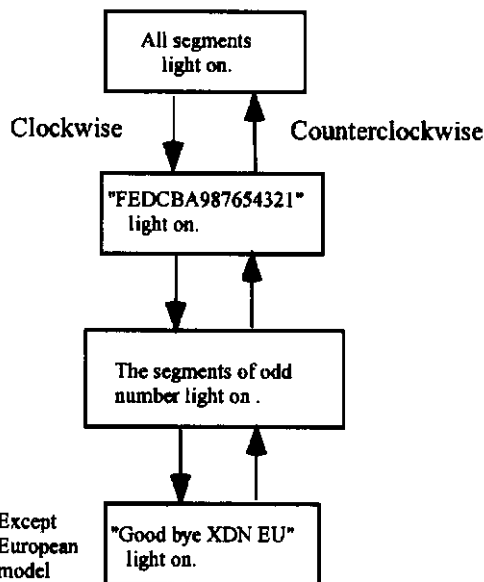 All segments
light on.
Clockwise
Counterclockwise
"FEDCBA987654321"
light on.
The segments of odd
number light on .
Except
European
model
"Good bye XDN EU"
light on.